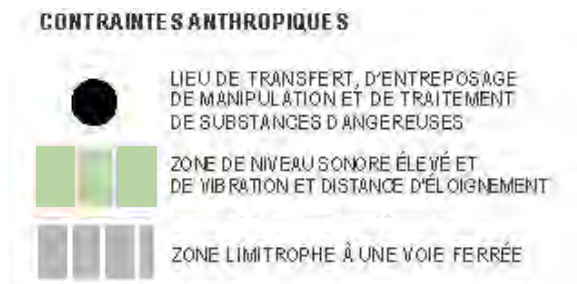 CONTRAINTES ANTHROPIQUES
LIEU DE TRANSFERT, D'ENTREPOSAGE
DE MANIPULATION ET DE TRAITEMENT
DE SUBSTANCES DANGEREUSES
ZONE DE NIVEAU SONORE ÉLEVÉ ET
DE VIBRATION ET DISTANCE D'ÉLOIGNEMENT
ZONE LIMITROPHE À UNE VOIE FERRÉE